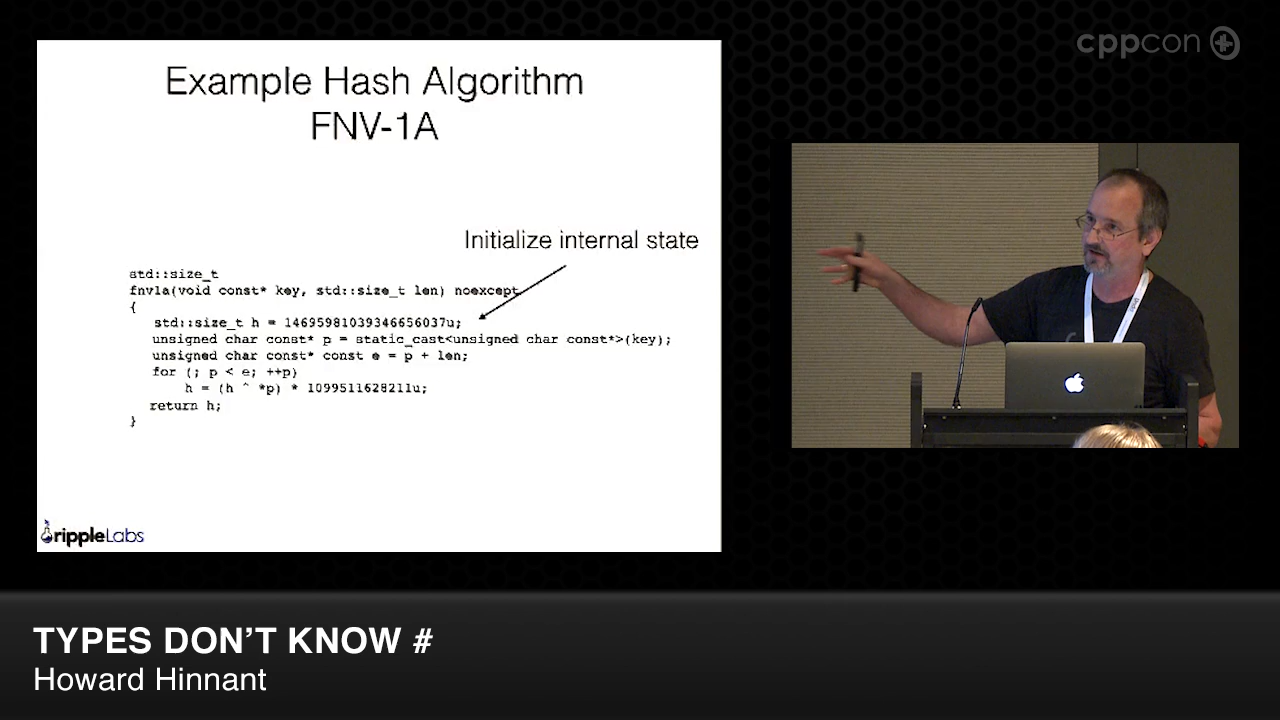 cppcon
Example Hash Algorithm
FNV-1A
Initialize internal state
std::size_t
fnv1a(void const* key, std::size_t len) noexcept
{
std::size_t h = 14695981039346656037u;
unsigned char const* p = static_cast<unsigned char const*>(key);
unsigned char const* const e = p + len;
for (; p < e; ++p)
h = (h ^ *p) * 1099511628211u;
return h;
}
rippleLabs
TYPES DON'T KNOW #
Howard Hinnant